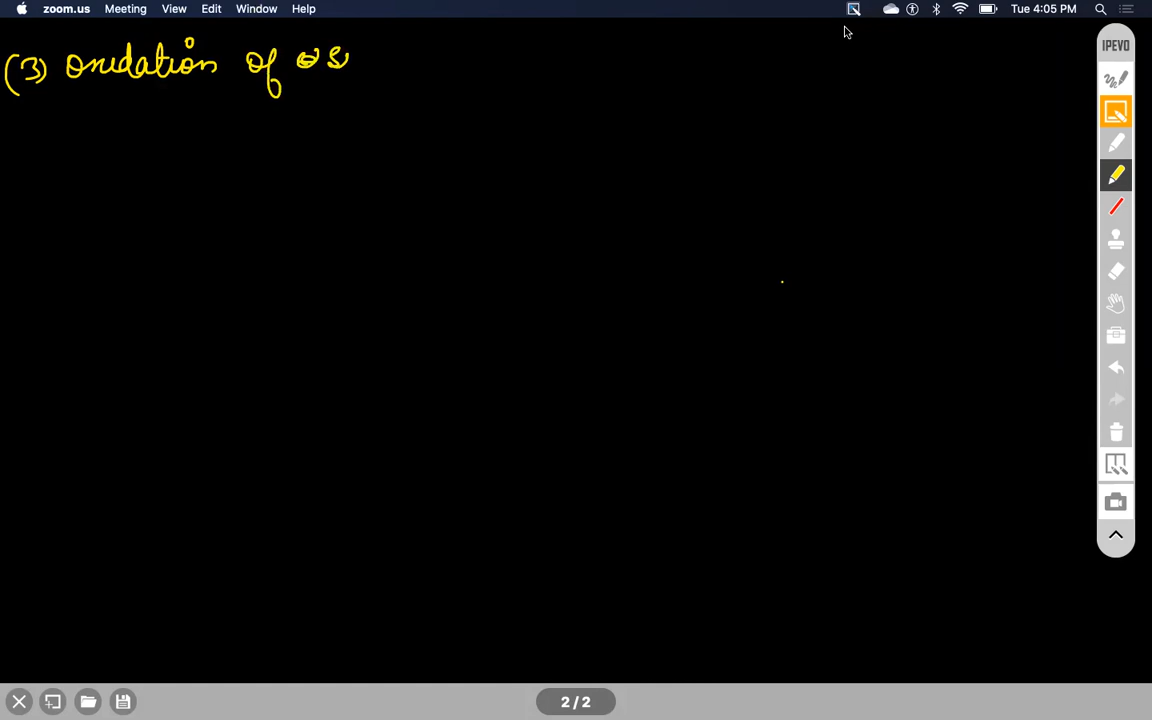 zoom.us Meeting View Edit Window Help Tue 4:05 PM
IPEVO
(3) oxidation of
2 / 2